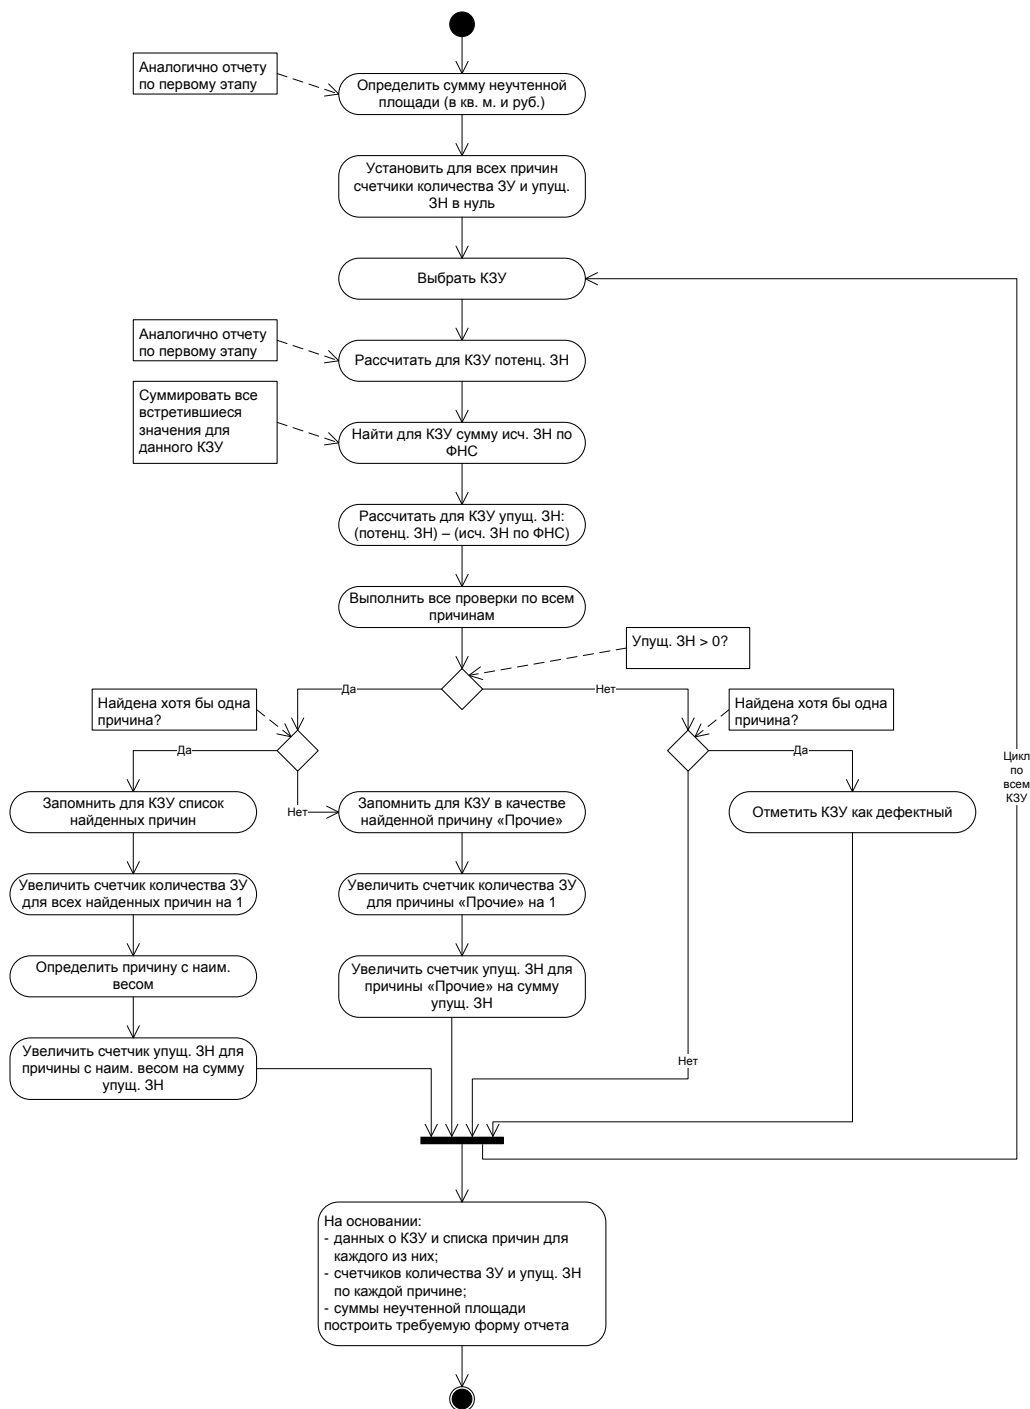 Аналогично отчету
по первому этапу
Определить сумму неучтенной
площади (в кв. м. и руб.)
Установить для всех причин
счетчики количества ЗУ и упущ.
ЗН в нуль
Выбрать КЗУ
Аналогично отчету
по первому этапу
Рассчитать для КЗУ потенц. ЗН
Суммировать все
встретившиеся
значения для
данного КЗУ
Найти для КЗУ сумму исч. ЗН по
ФНС
Рассчитать для КЗУ упущ. ЗН:
(потенц. ЗН) – (исч. ЗН по ФНС)
Выполнить все проверки по всем
причинам
Упущ. ЗН > 0?
Да
Нет
Найдена хотя бы одна
причина?
Найдена хотя бы одна
причина?
Да
Да
Цикл
по
всем
КЗУ
Запомнить для КЗУ список
найденных причин
Нет
Запомнить для КЗУ в качестве
найденной причину «Прочие»
Отметить КЗУ как дефектный
Увеличить счетчик количества ЗУ
для всех найденных причин на 1
Увеличить счетчик количества ЗУ
для причины «Прочие» на 1
Определить причину с наим.
весом
Увеличить счетчик упущ. ЗН для
причины «Прочие» на сумму
упущ. ЗН
Увеличить счетчик упущ. ЗН для
причины с наим. весом на сумму
упущ. ЗН
Нет
На основании:
- данных о КЗУ и списка причин для
каждого из них;
- счетчиков количества ЗУ и упущ. ЗН
по каждой причине;
- суммы неучтенной площади
построить требуемую форму отчета